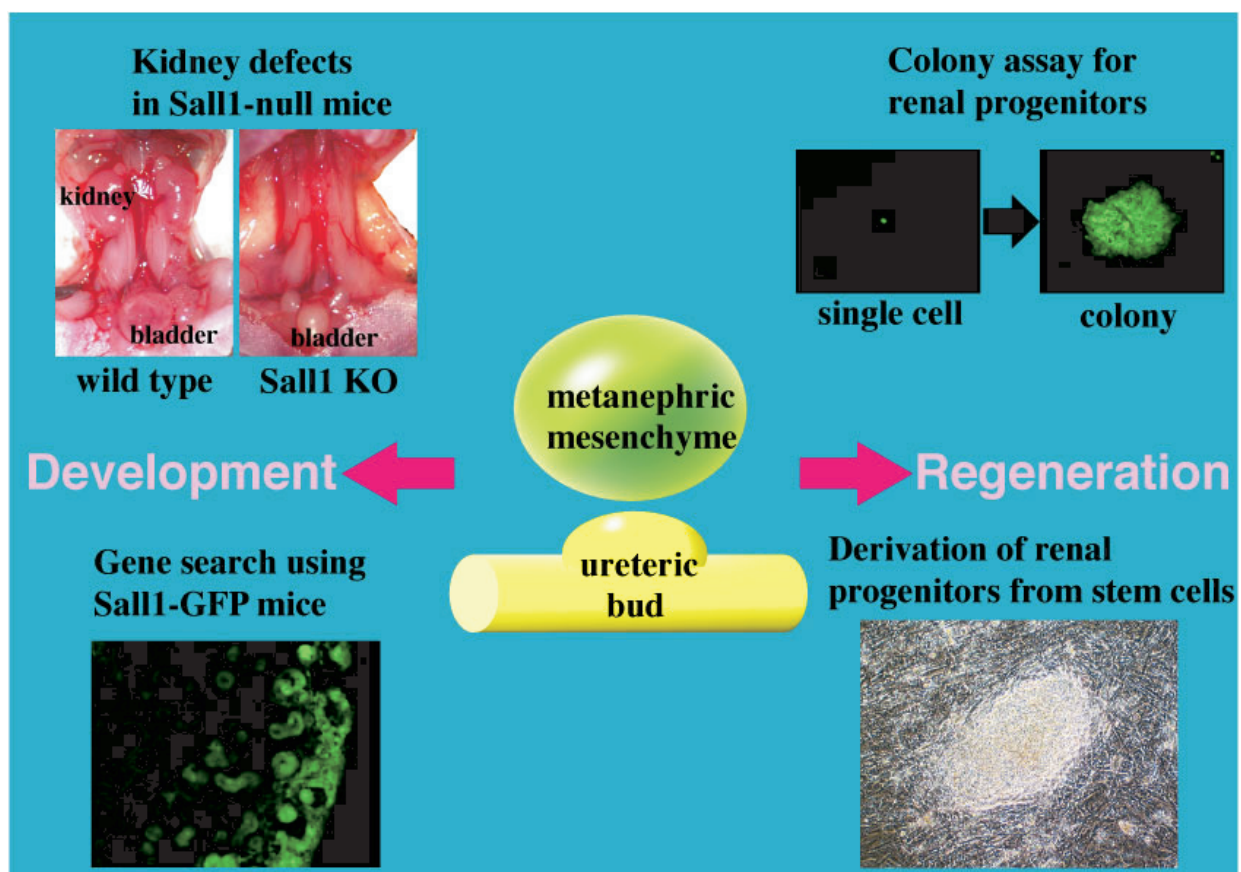 Kidney defects
in Sall1-null mice
kidney
bladder
bladder
wild type
Sall1 KO
Colony assay for
renal progenitors
single cell
colony
metanephric
mesenchyme
Development
Regeneration
ureteric
bud
Gene search using
Sall1-GFP mice
Derivation of renal
progenitors from stem cells